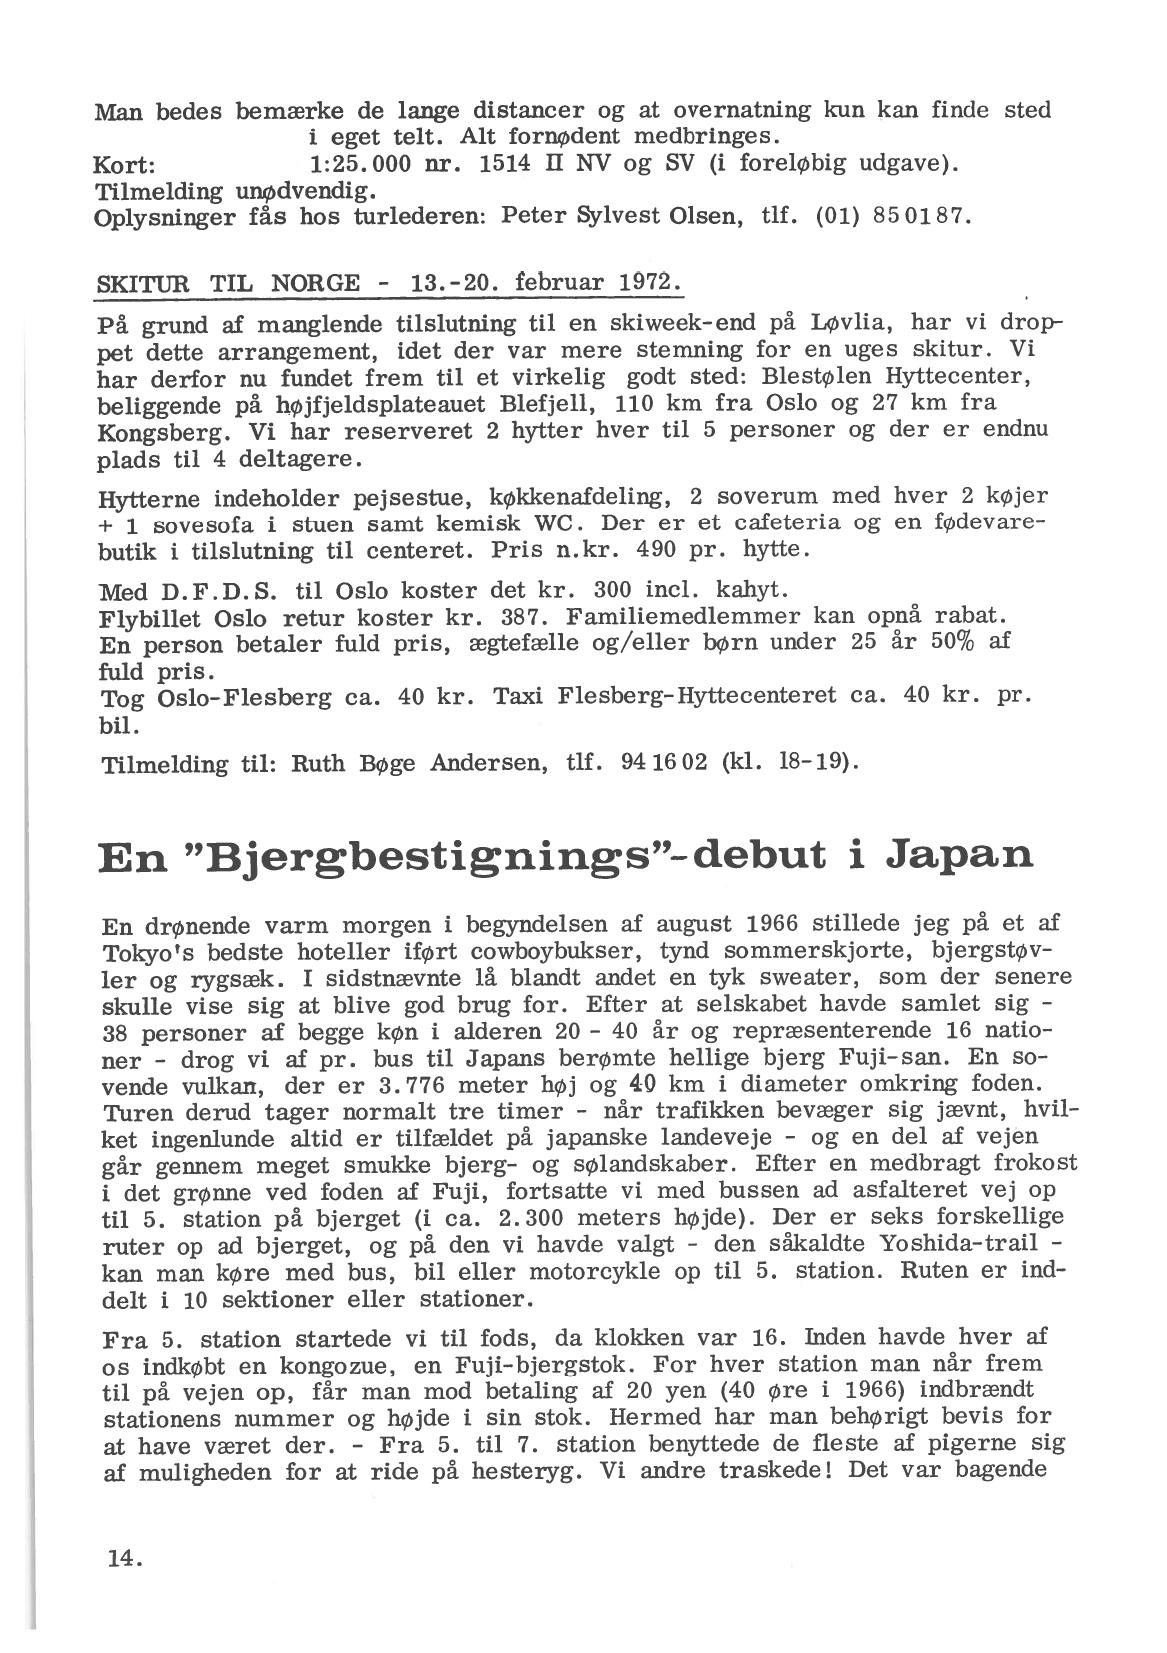 Man bedes bemærke de lange distancer og at overnatning kun kan finde sted
i eget telt. Alt fornødent medbringes.
Kort: 1:25.000 nr. 1514 II NV og SV (i foreløbig udgave).
Tilmelding unødvendig.
Oplysninger fås hos turlederen: Peter Sylvest Olsen, tlf. (01) 85 01 87.
SKITUR TIL NORGE - 13.-20. februar 1972.
På grund af manglende tilslutning til en skiweek-end på Løvlia, har vi drop-
pet dette arrangement, idet der var mere stemning for en uges skitur. Vi
har derfor nu fundet frem til et virkelig godt sted: Blestølen Hyttecenter,
beliggende på højfjeldsplateauet Blefjell, 110 km fra Oslo og 27 km fra
Kongsberg. Vi har reserveret 2 hytter hver til 5 personer og der er endnu
plads til 4 deltagere.
Hytterne indeholder pejsestue, køkkenafdeling, 2 soverum med hver 2 køjer
+ 1 sovesofa i stuen samt kemisk WC. Der er et cafeteria og en fødevare-
butik i tilslutning til centeret. Pris n.kr. 490 pr. hytte.
Med D.F.D.S. til Oslo koster det kr. 300 incl. kahyt.
Flybillet Oslo retur koster kr. 387. Familiemedlemmer kan opnå rabat.
En person betaler fuld pris, ægtefælle og/eller børn under 25 år 50% af
fuld pris.
Tog Oslo-Flesberg ca. 40 kr. Taxi Flesberg-Hyttecenteret ca. 40 kr. pr.
bil.
Tilmelding til: Ruth Bøge Andersen, tlf. 94 16 02 (kl. 18-19).
En "Bjergbestignings"-debut i Japan
En drønende varm morgen i begyndelsen af august 1966 stillede jeg på et af
Tokyo's bedste hoteller iført cowboybukser, tynd sommerskjorte, bjergstøv-
ler og rygsæk. I sidstnævnte lå blandt andet en tyk sweater, som der senere
skulle vise sig at blive god brug for. Efter at selskabet havde samlet sig -
38 personer af begge køn i alderen 20 - 40 år og repræsenterende 16 natio-
ner - drog vi af pr. bus til Japans berømte hellige bjerg Fuji-san. En so-
vende vulkan, der er 3.776 meter høj og 40 km i diameter omkring foden.
Turen derud tager normalt tre timer - når trafikken bevæger sig jævnt, hvil-
ket ingenlunde altid er tilfældet på japanske landeveje - og en del af vejen
går gennem meget smukke bjerg- og sølandskaber. Efter en medbragt frokost
i det grønne ved foden af Fuji, fortsatte vi med bussen ad asfalteret vej op
til 5. station på bjerget (i ca. 2.300 meters højde). Der er seks forskellige
ruter op ad bjerget, og på den vi havde valgt - den såkaldte Yoshida-trail -
kan man køre med bus, bil eller motorcykle op til 5. station. Ruten er ind-
delt i 10 sektioner eller stationer.
Fra 5. station startede vi til fods, da klokken var 16. Inden havde hver af
os indkøbt en kongozue, en Fuji-bjergstok. For hver station man når frem
til på vejen op, får man mod betaling af 20 yen (40 øre i 1966) indbrændt
stationens nummer og højde i sin stok. Hermed har man behørigt bevis for
at have været der. - Fra 5. til 7. station benyttede de fleste af pigerne sig
af muligheden for at ride på hesteryg. Vi andre traskede! Det var bagende
14.